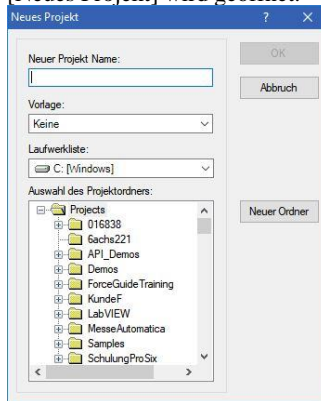 [Neues Projekt] wird geöffnet.
Neues Projekt ? ×
Neuer Projekt Name:
OK
Abbruch
Vorlage:
Keine
Laufwerkliste:
C: [Windows]
Auswahl des Projektordners:
Neuer Ordner
Projects
016838
6achs221
API_Demos
Demos
ForceGuideTraining
KundeF
LabVIEW
MesseAutomatica
Samples
SchulungProSix